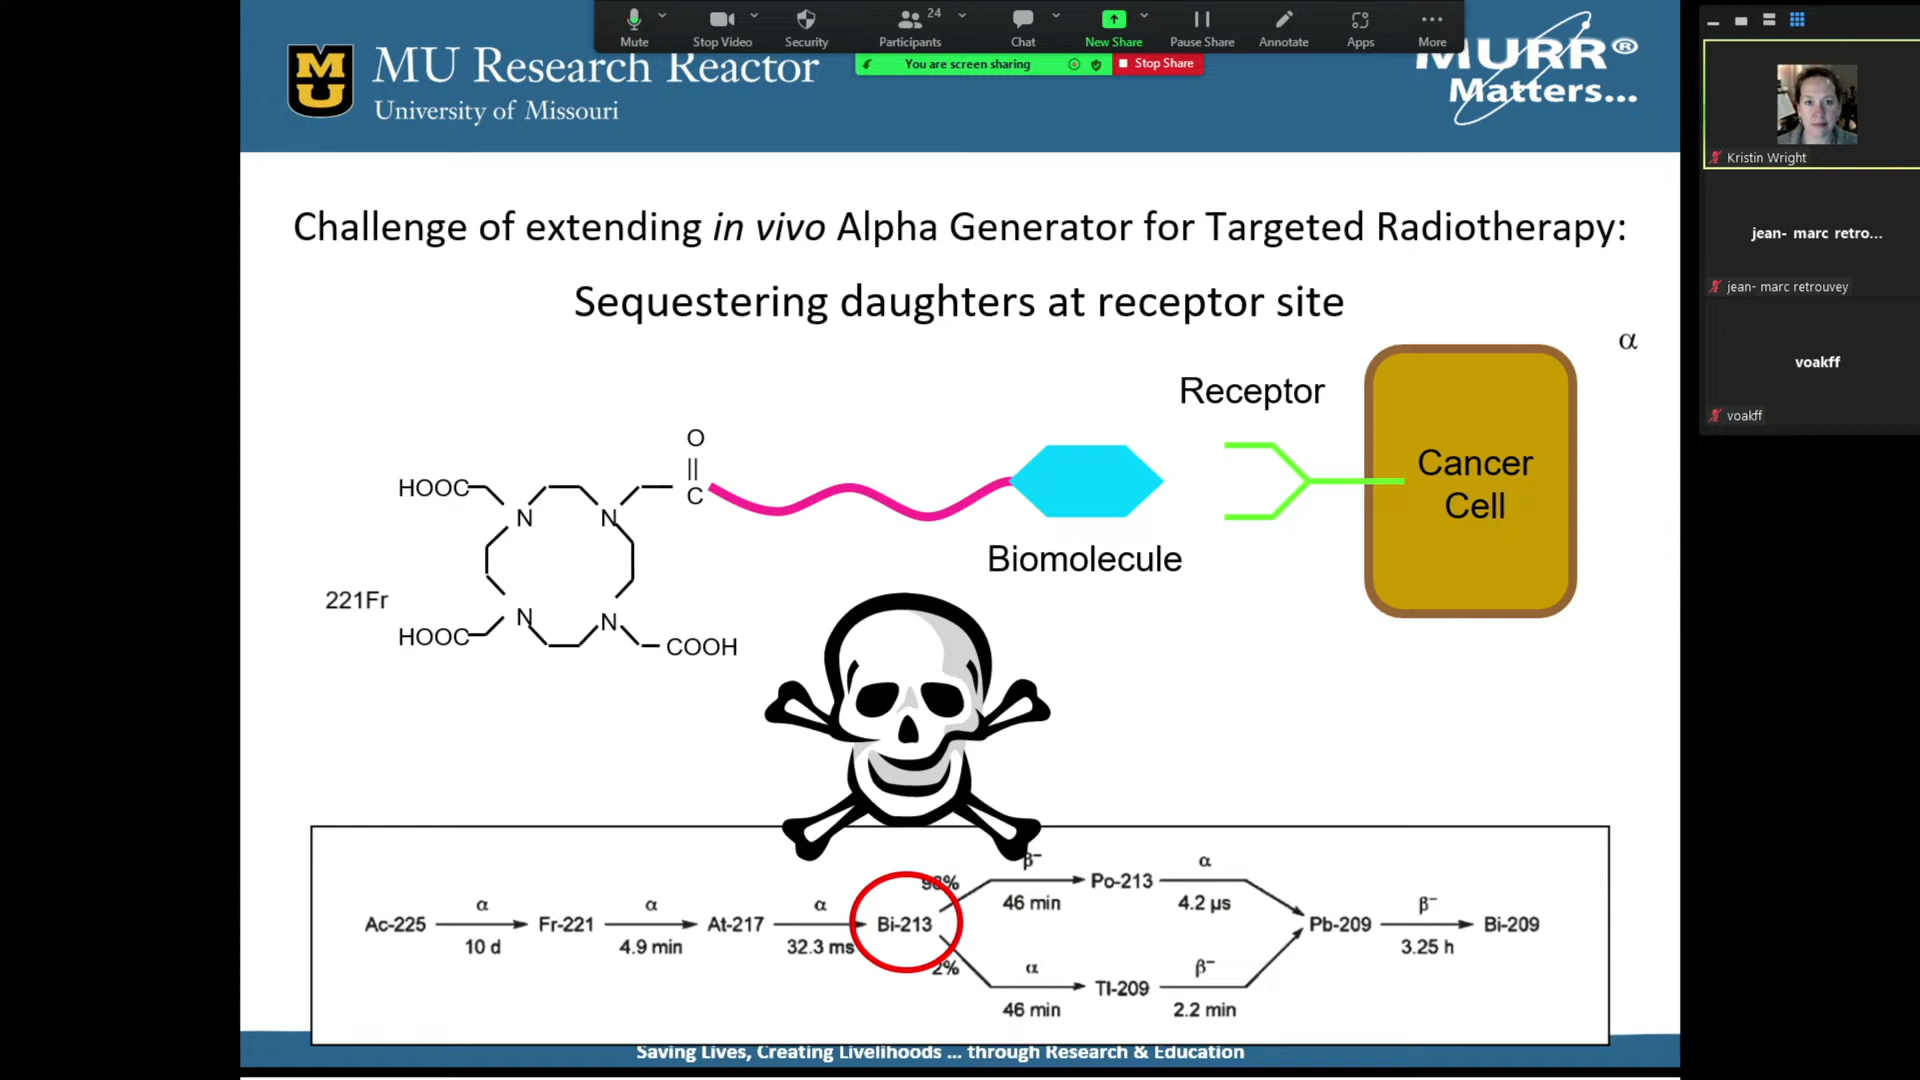 24
Mute
Stop Video
Security
Participants
Chat
New Share
Pause Share
Annotate
Apps
More
You are screen sharing
Stop Share
MU
MU Research Reactor
University of Missouri
MURR®
Matters...
Kristin Wright
jean- marc retro...
jean- marc retrouvey
voakff
voakff
Challenge of extending in vivo Alpha Generator for Targeted Radiotherapy:
Sequestering daughters at receptor site
α
Receptor
Cancer
Cell
O
C
HOOC
N
N
Biomolecule
221Fr
HOOC
N
N
COOH
β⁻
α
98%
Po-213
46 min
4.2 µs
α
α
α
β⁻
Ac-225
Fr-221
At-217
Bi-213
Pb-209
Bi-209
10 d
4.9 min
32.3 ms
3.25 h
2%
α
β⁻
Tl-209
46 min
2.2 min
Saving Lives, Creating Livelihoods ... through Research & Education